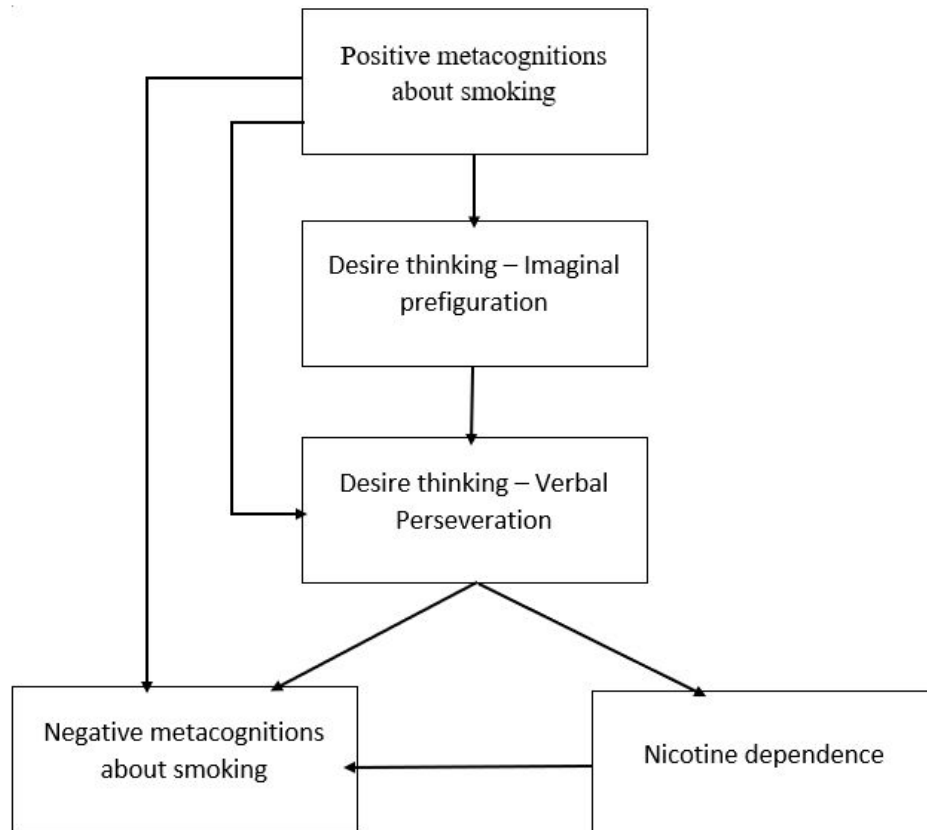 Positive metacognitions
about smoking
Desire thinking – Imaginal
prefiguration
Desire thinking – Verbal
Perseveration
Negative metacognitions
about smoking
Nicotine dependence